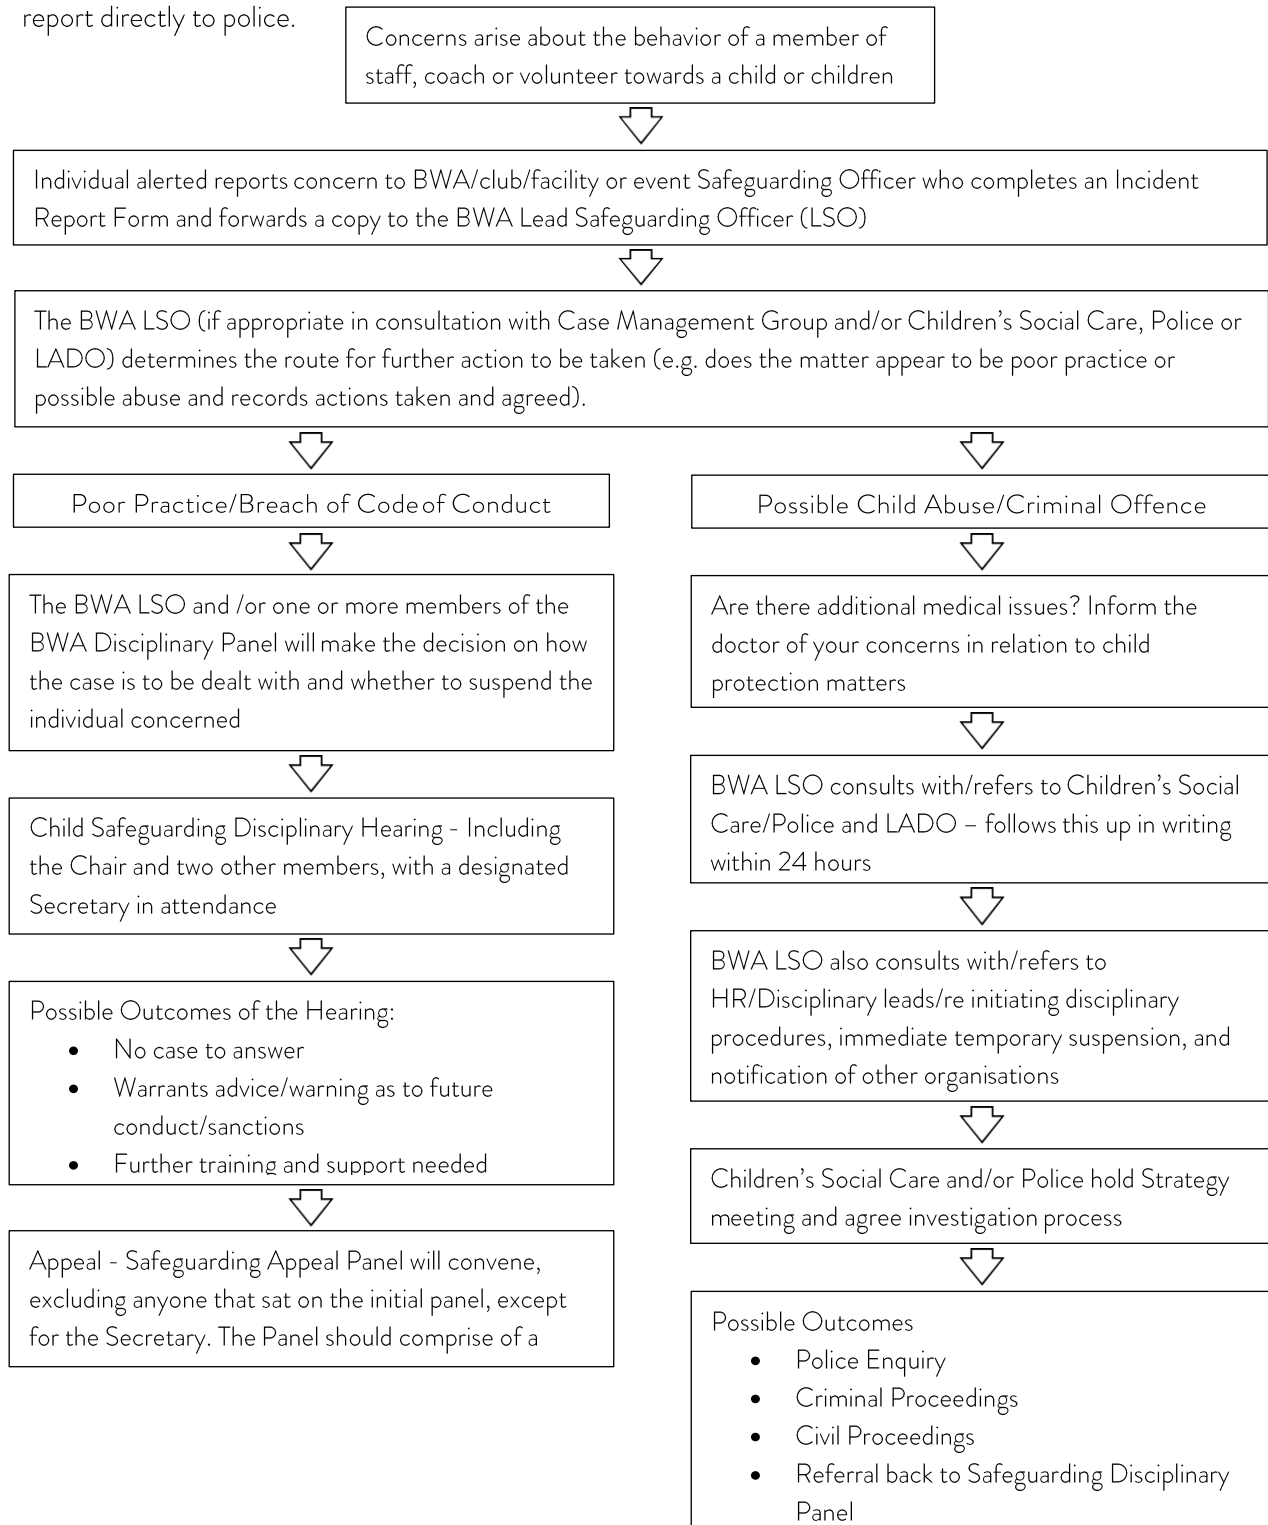 report directly to police.
Concerns arise about the behavior of a member of
staff, coach or volunteer towards a child or children
Individual alerted reports concern to BWA/club/facility or event Safeguarding Officer who completes an Incident
Report Form and forwards a copy to the BWA Lead Safeguarding Officer (LSO)
The BWA LSO (if appropriate in consultation with Case Management Group and/or Children’s Social Care, Police or
LADO) determines the route for further action to be taken (e.g. does the matter appear to be poor practice or
possible abuse and records actions taken and agreed).
Poor Practice/Breach of Code of Conduct
The BWA LSO and /or one or more members of the
BWA Disciplinary Panel will make the decision on how
the case is to be dealt with and whether to suspend the
individual concerned
Child Safeguarding Disciplinary Hearing - Including
the Chair and two other members, with a designated
Secretary in attendance
Possible Outcomes of the Hearing:
• No case to answer
• Warrants advice/warning as to future
conduct/sanctions
• Further training and support needed
Appeal - Safeguarding Appeal Panel will convene,
excluding anyone that sat on the initial panel, except
for the Secretary. The Panel should comprise of a
Possible Child Abuse/Criminal Offence
Are there additional medical issues? Inform the
doctor of your concerns in relation to child
protection matters
BWA LSO consults with/refers to Children’s Social
Care/Police and LADO – follows this up in writing
within 24 hours
BWA LSO also consults with/refers to
HR/Disciplinary leads/re initiating disciplinary
procedures, immediate temporary suspension, and
notification of other organisations
Children’s Social Care and/or Police hold Strategy
meeting and agree investigation process
Possible Outcomes
• Police Enquiry
• Criminal Proceedings
• Civil Proceedings
• Referral back to Safeguarding Disciplinary
Panel